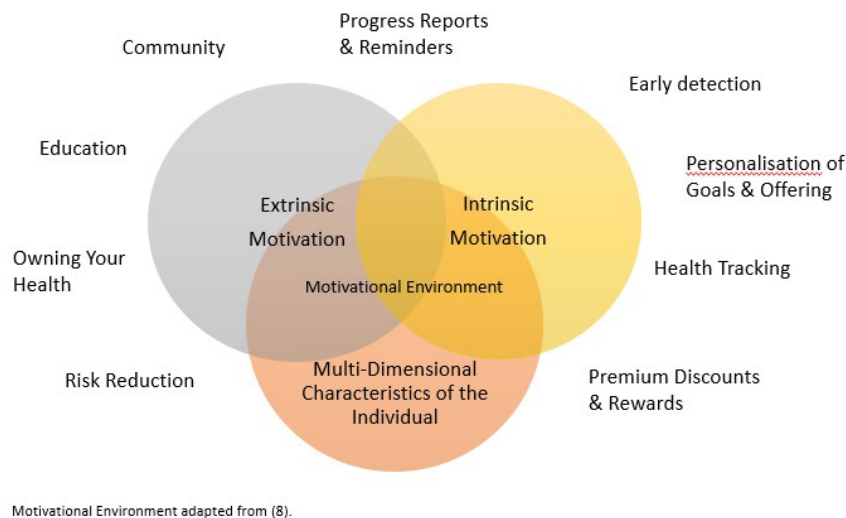 Progress Reports
& Reminders
Community
Early detection
Education
Personalisation of
Goals & Offering
Extrinsic
Motivation
Intrinsic
Motivation
Owning Your
Health
Health Tracking
Motivational Environment
Risk Reduction
Multi-Dimensional
Characteristics of the
Individual
Premium Discounts
& Rewards
Motivational Environment adapted from (8).